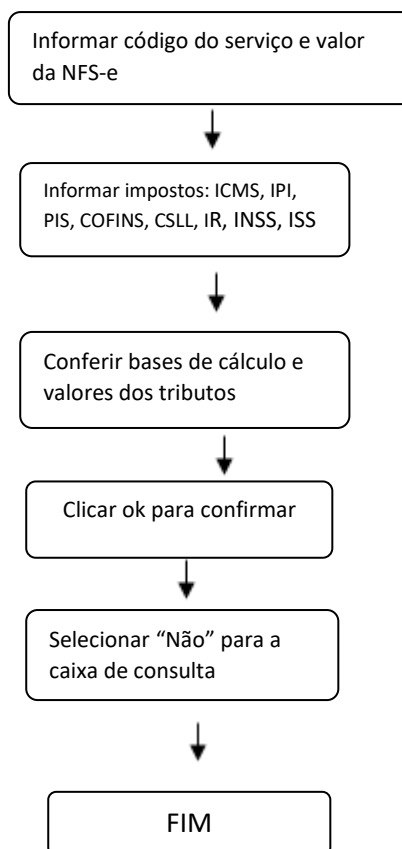 Informar código do serviço e valor
da NFS-e
Informar impostos: ICMS, IPI,
PIS, COFINS, CSLL, IR, INSS, ISS
Conferir bases de cálculo e
valores dos tributos
Clicar ok para confirmar
Selecionar “Não” para a
caixa de consulta
FIM